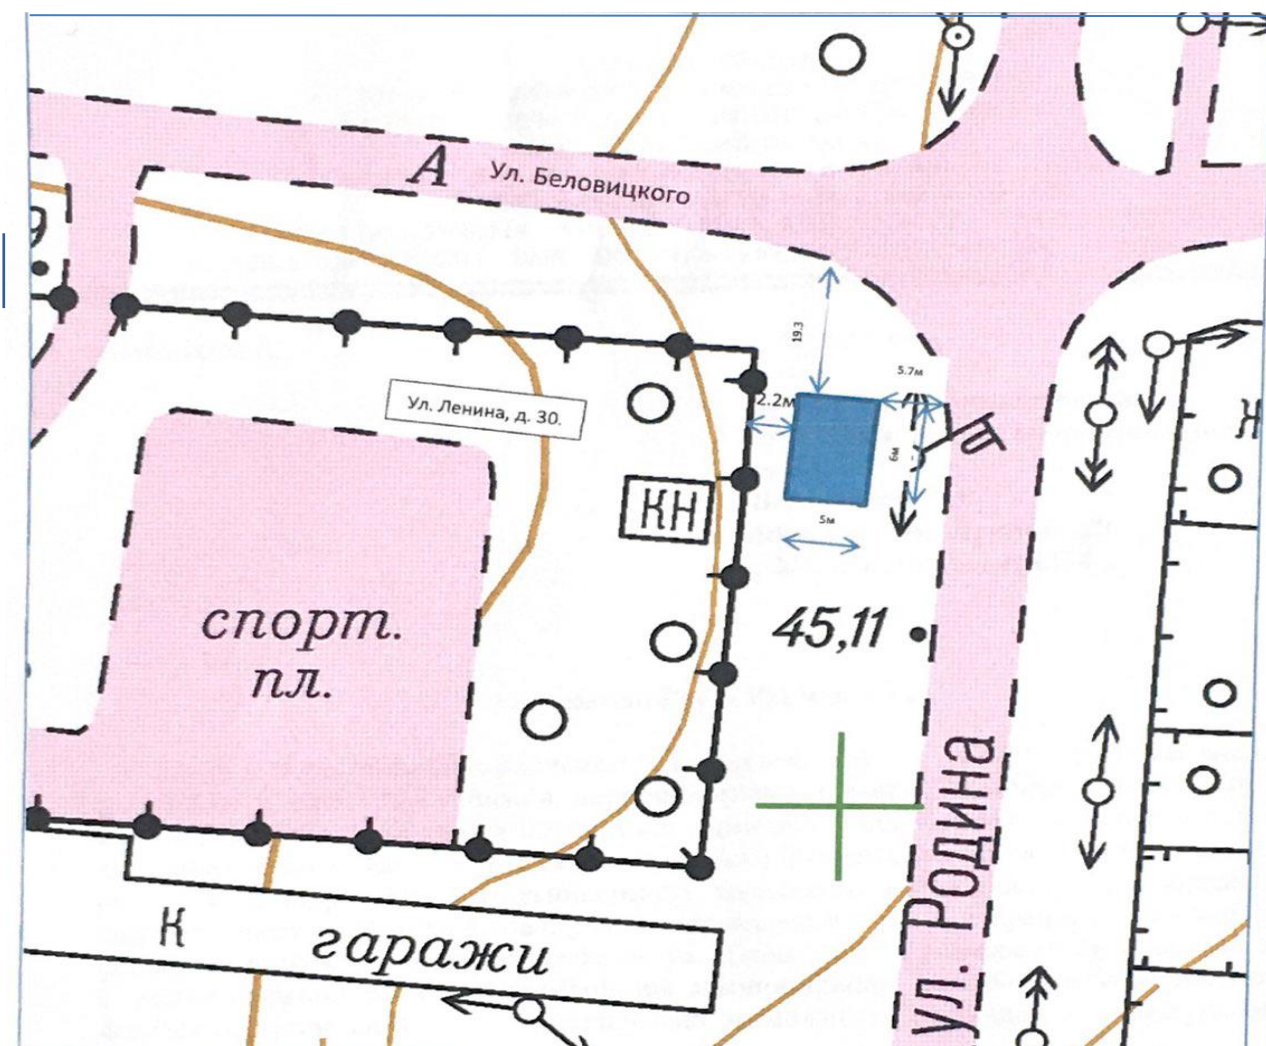 А Ул. Беловицкого
9
19.3
5.7м
2.2м
Ул. Ленина, д. 30.
6м
Н
КН
5м
спорт.
пл.
45,11
ул. Родина
К гаражи